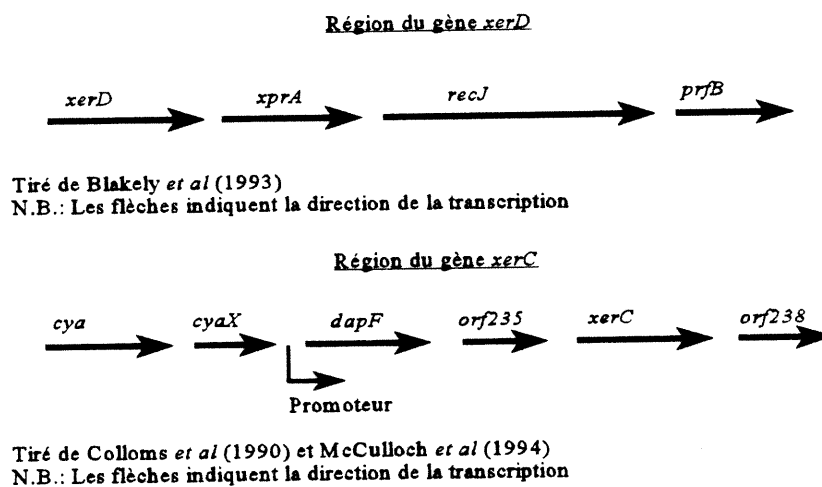 Région du gène xerD
xerD xprA recJ prfB
Tiré de Blakely et al (1993)
N.B.: Les flèches indiquent la direction de la transcription
Région du gène xerC
cya cyaX dapF orf235 xerC orf238
Promoteur
Tiré de Colloms et al (1990) et McCulloch et al (1994)
N.B.: Les flèches indiquent la direction de la transcription